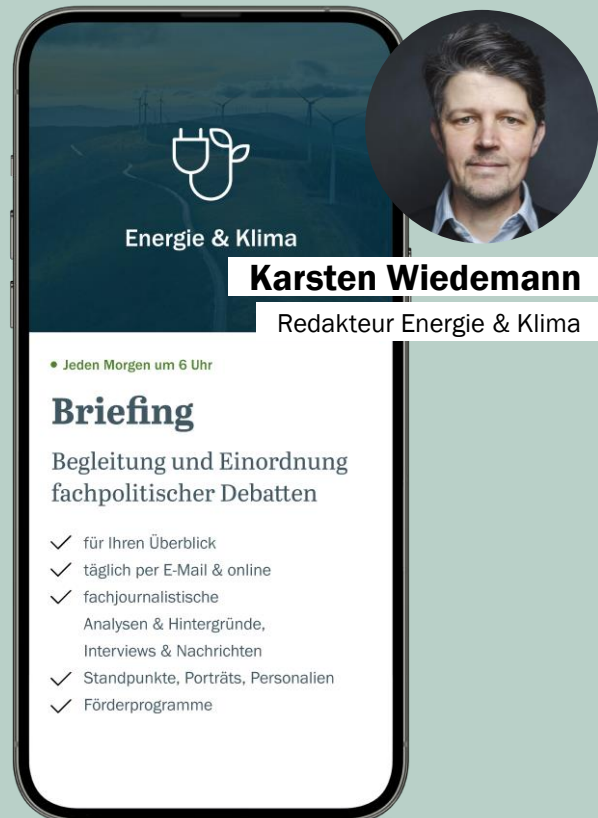 Energie & Klima
Karsten Wiedemann
Redakteur Energie & Klima
Jeden Morgen um 6 Uhr
Briefing
Begleitung und Einordnung
fachpolitischer Debatten
für Ihren Überblick
täglich per E-Mail & online
fachjournalistische
Analysen & Hintergründe,
Interviews & Nachrichten
Standpunkte, Porträts, Personalien
Förderprogramme